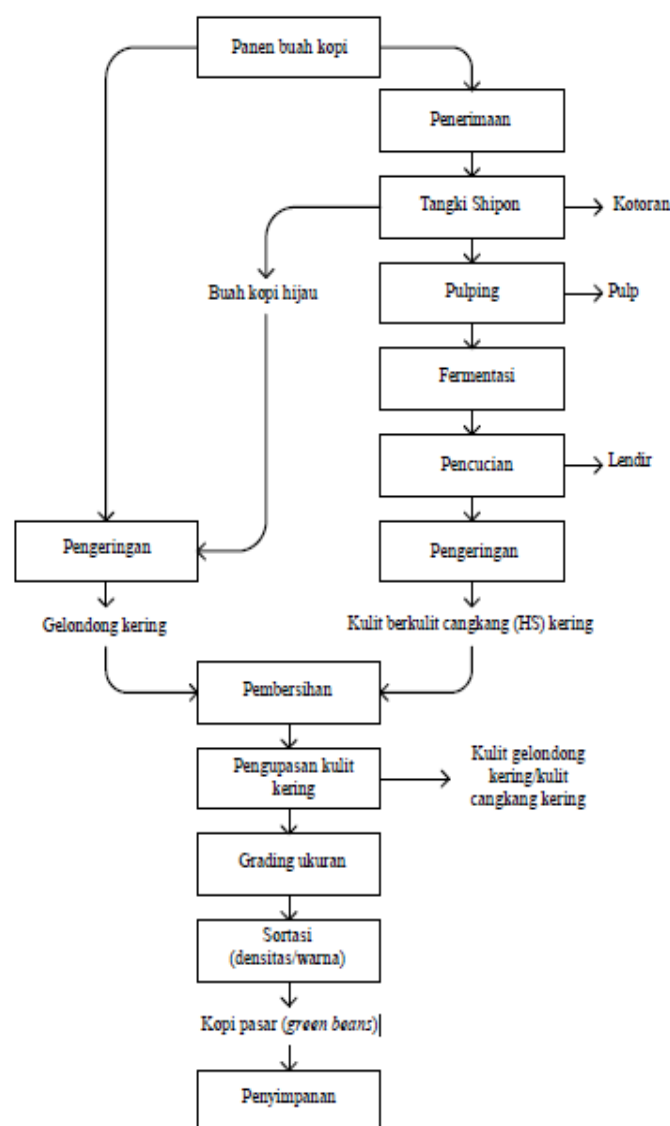 Panen buah kopi
Penerimaan
Tangki Shipon
Kotoran
Buah kopi hijau
Pulping
Pulp
Fermentasi
Pencucian
Lendir
Pengeringan
Pengeringan
Gelondong kering
Kulit berkulit cangkang (HS) kering
Pembersihan
Pengupasan kulit
kering
Kulit gelondong
kering/kulit
cangkang kering
Grading ukuran
Sortasi
(densitas/warna)
Kopi pasar (green beans)
Penyimpanan